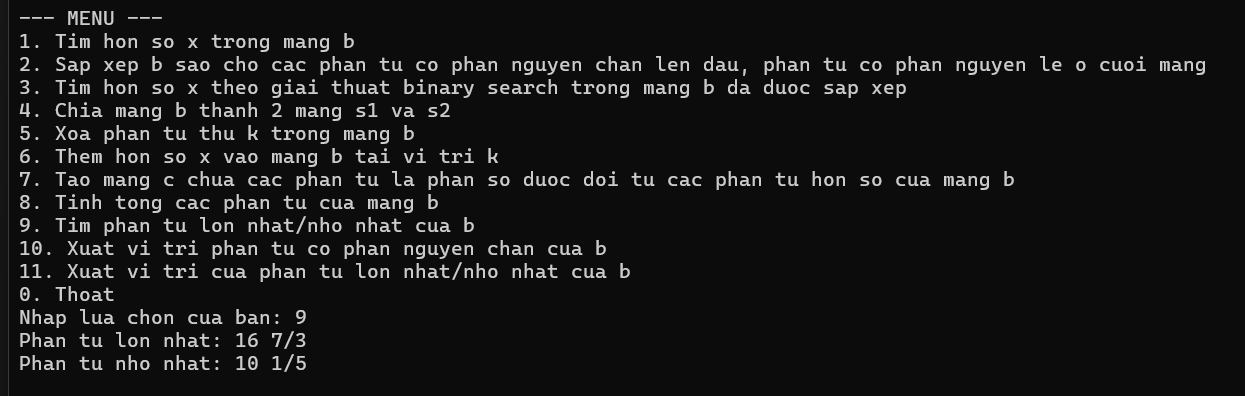 --- MENU ---
1. Tim hon so x trong mang b
2. Sap xep b sao cho cac phan tu co phan nguyen chan len dau, phan tu co phan nguyen le o cuoi mang
3. Tim hon so x theo giai thuat binary search trong mang b da duoc sap xep
4. Chia mang b thanh 2 mang s1 va s2
5. Xoa phan tu thu k trong mang b
6. Them hon so x vao mang b tai vi tri k
7. Tao mang c chua cac phan tu la phan so duoc doi tu cac phan tu hon so cua mang b
8. Tinh tong cac phan tu cua mang b
9. Tim phan tu lon nhat/nho nhat cua b
10. Xuat vi tri phan tu co phan nguyen chan cua b
11. Xuat vi tri cua phan tu lon nhat/nho nhat cua b
0. Thoat
Nhap lua chon cua ban: 9
Phan tu lon nhat: 16 7/3
Phan tu nho nhat: 10 1/5